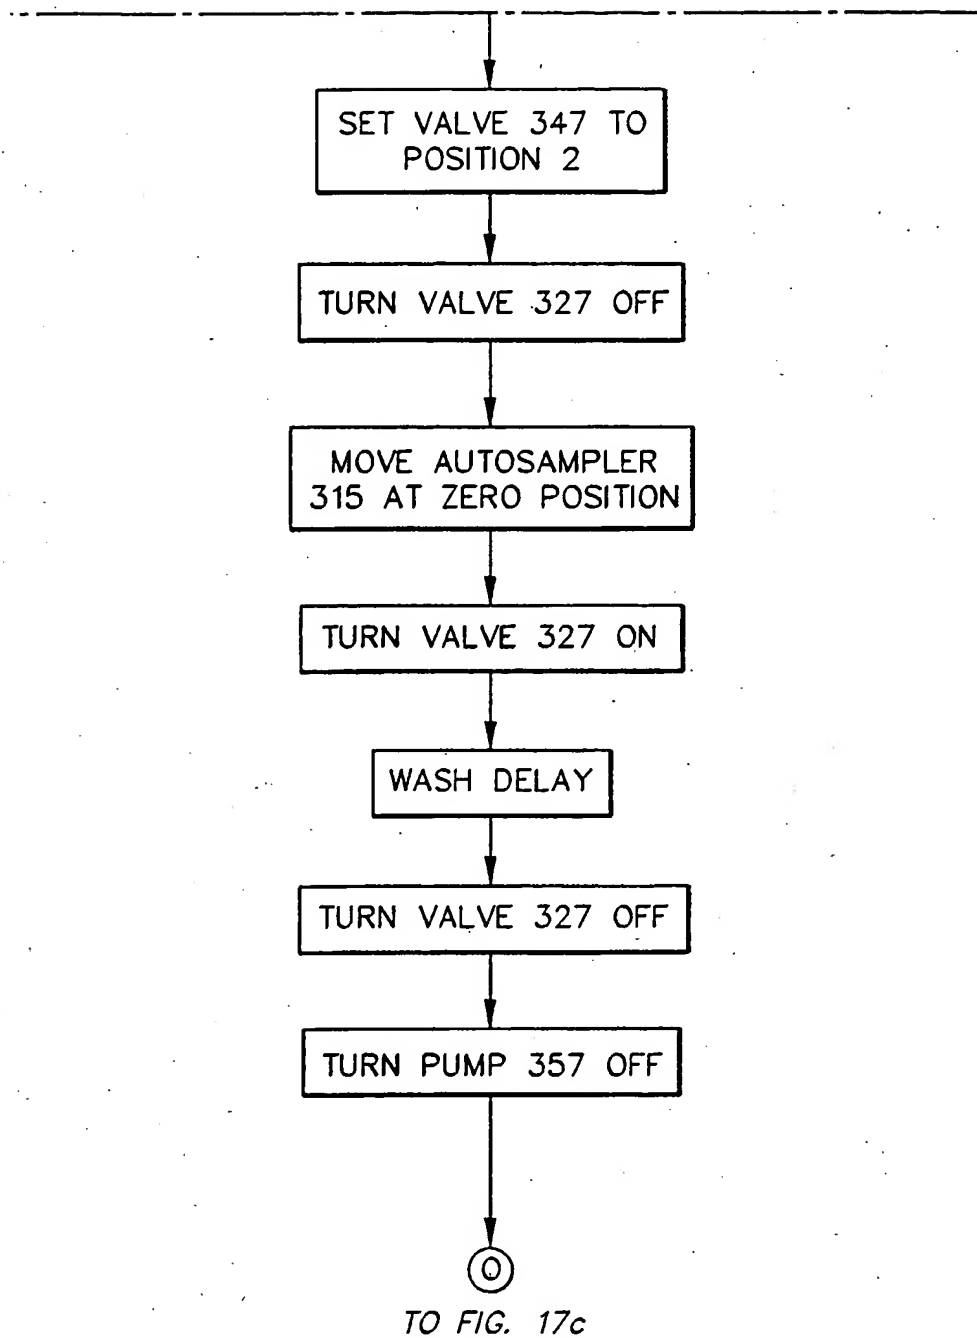 SET VALVE 347 TO
POSITION 2
TURN VALVE 327 OFF
MOVE AUTOSAMPLER
315 AT ZERO POSITION
TURN VALVE 327 ON
WASH DELAY
TURN VALVE 327 OFF
TURN PUMP 357 OFF
O
TO FIG. 17c